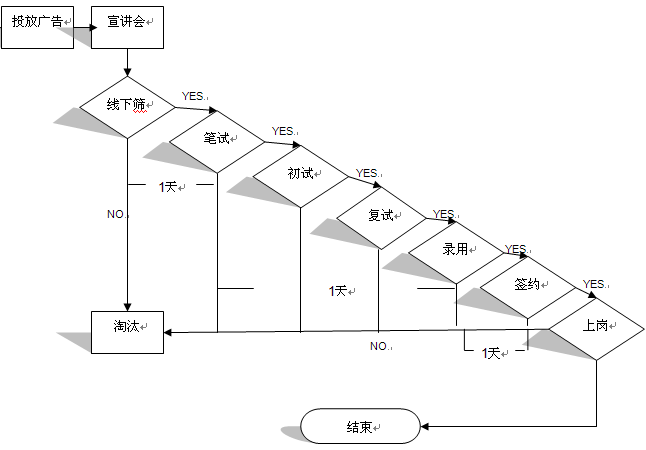 投放广告
宣讲会
线下筛
YES.
笔试
YES.
初试
YES.
1天
复试
YES.
NO.
录用
YES.
签约
YES.
1天
淘汰
上岗
NO.
1天
结束